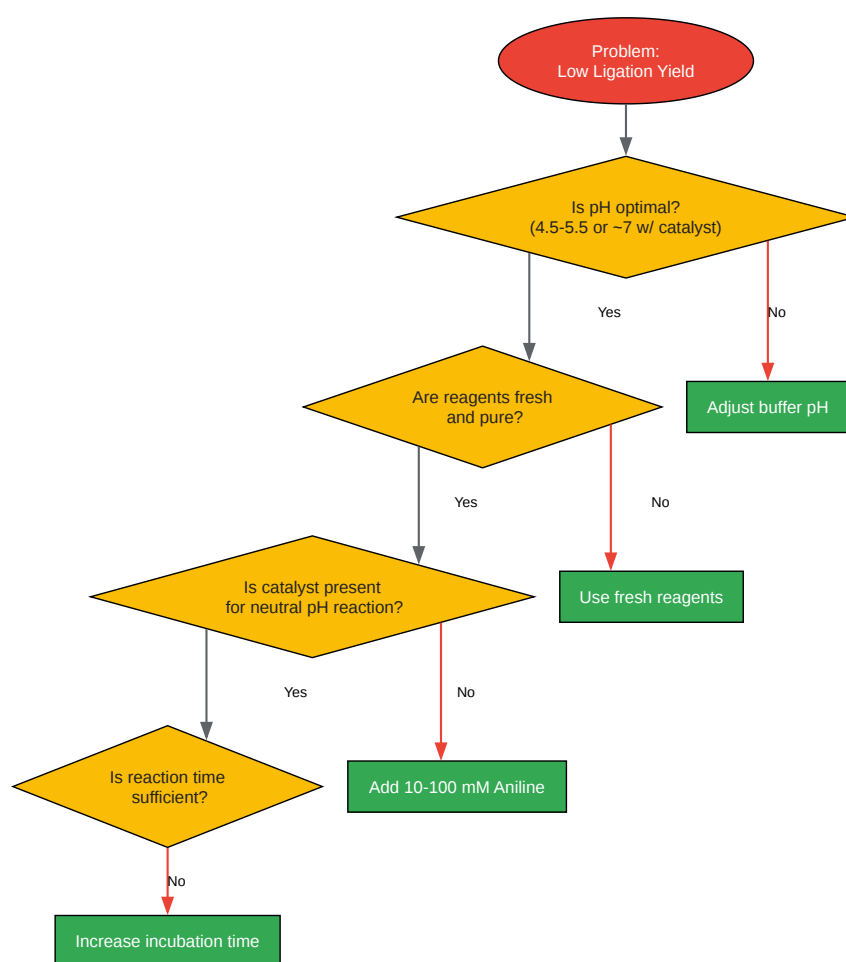 Problem:
Low Ligation Yield
Is pH optimal?
(4.5-5.5 or ~7 w/ catalyst)
Yes
No
Are reagents fresh
and pure?
Adjust buffer pH
Yes
No
Is catalyst present
for neutral pH reaction?
Use fresh reagents
Yes
No
Is reaction time
sufficient?
Add 10-100 mM Aniline
No
Increase incubation time